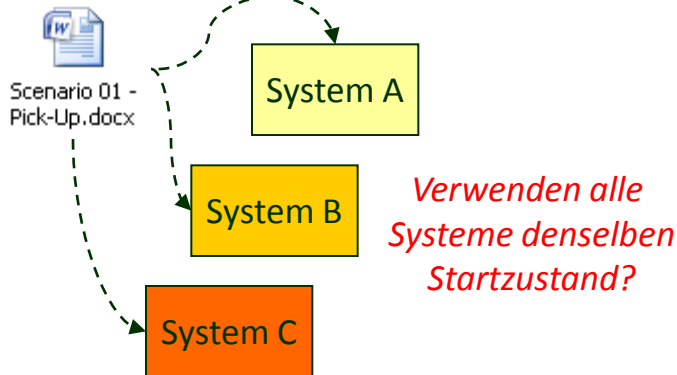 Scenario 01 -
Pick-Up.docx
System A
System B
System C
Verwenden alle
Systeme denselben
Startzustand?